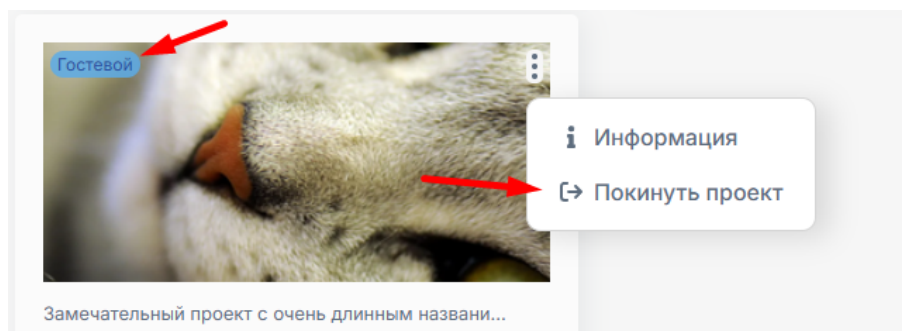 Гостевой
Информация
Покинуть проект
Замечательный проект с очень длинным названи...